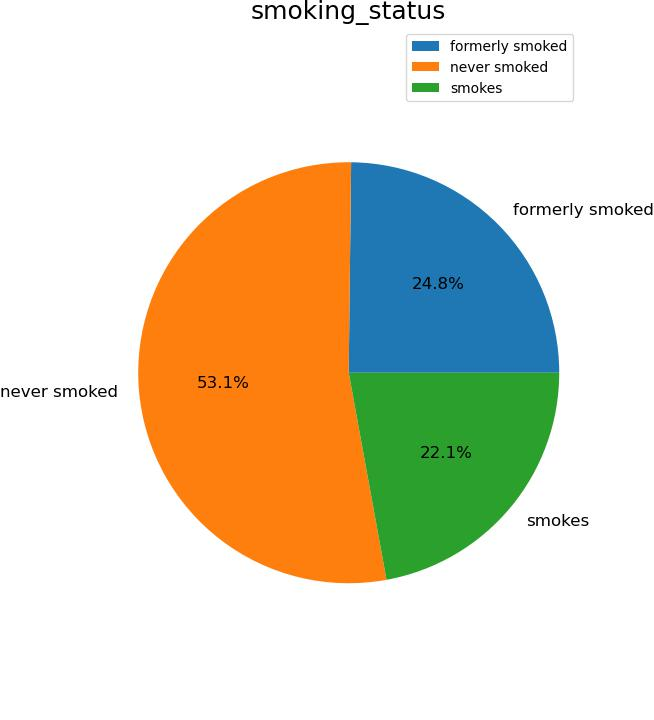 smoking_status
formerly smoked
never smoked
smokes
formerly smoked
24.8%
53.1%
never smoked
22.1%
smokes